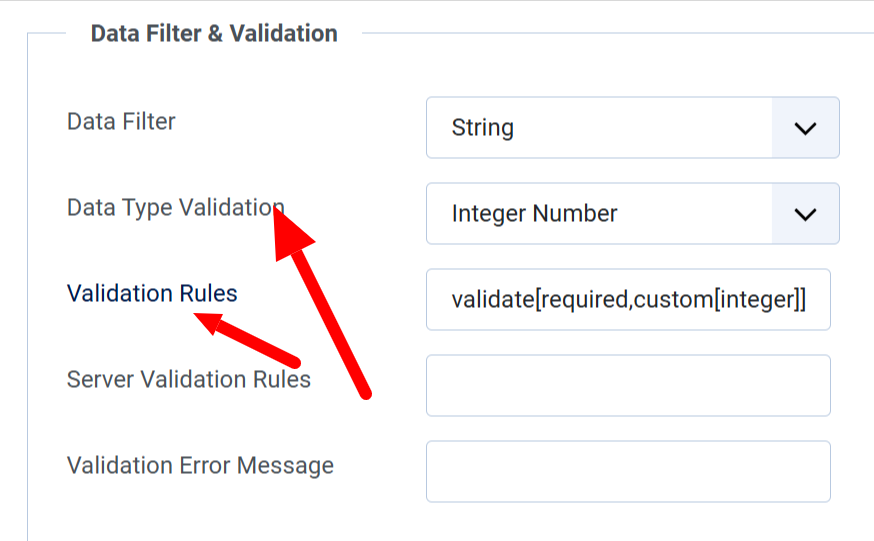 Data Filter & Validation
Data Filter
String
Data Type Validation
Integer Number
Validation Rules
validate[required,custom[integer]]
Server Validation Rules
Validation Error Message